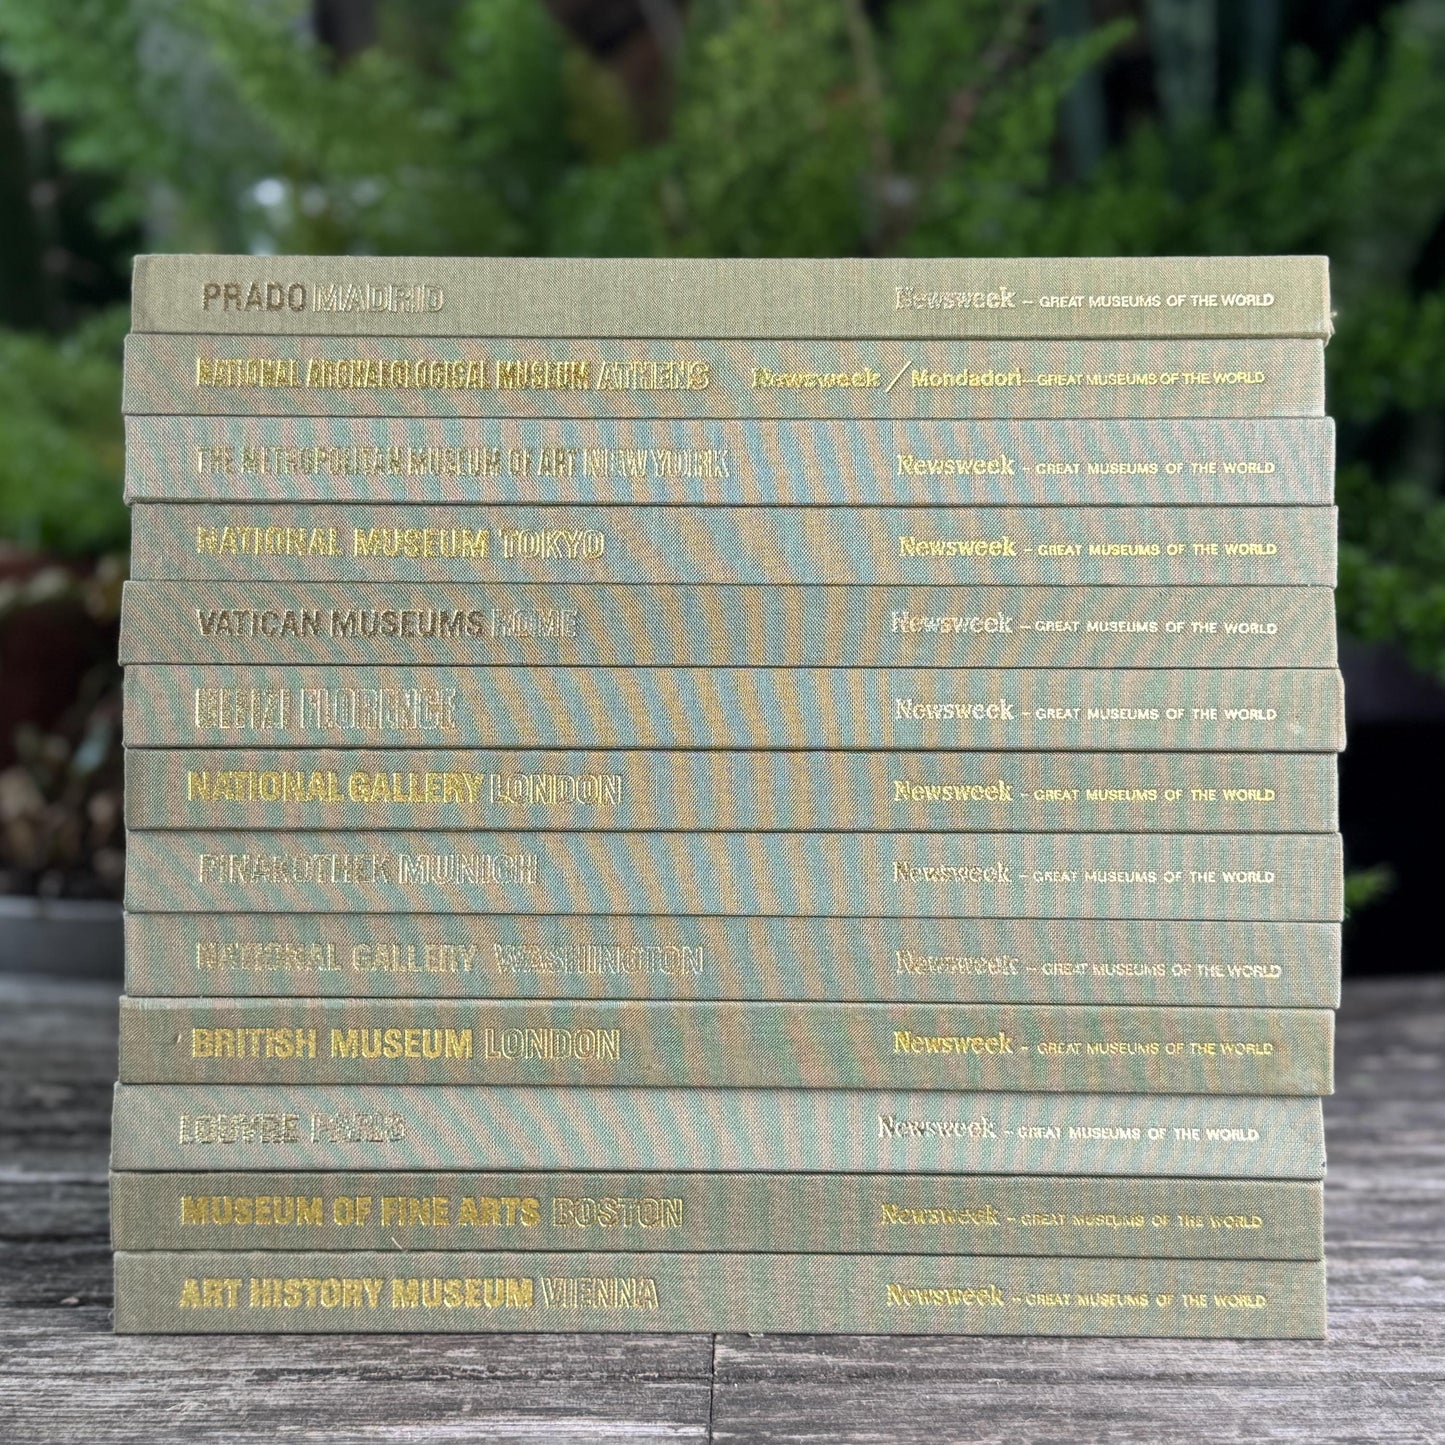 PRADO MADRID Newsweek – GREAT MUSEUMS OF THE WORLD
NATIONAL ARCHAEOLOGICAL MUSEUM ATHENS Newsweek / Mondadori – GREAT MUSEUMS OF THE WORLD
THE METROPOLITAN MUSEUM OF ART NEW YORK Newsweek – GREAT MUSEUMS OF THE WORLD
NATIONAL MUSEUM TOKYO Newsweek – GREAT MUSEUMS OF THE WORLD
VATICAN MUSEUMS ROME Newsweek – GREAT MUSEUMS OF THE WORLD
UFFIZI FLORENCE Newsweek – GREAT MUSEUMS OF THE WORLD
NATIONAL GALLERY LONDON Newsweek – GREAT MUSEUMS OF THE WORLD
PINAKOTHEK MUNICH Newsweek – GREAT MUSEUMS OF THE WORLD
NATIONAL GALLERY WASHINGTON Newsweek – GREAT MUSEUMS OF THE WORLD
BRITISH MUSEUM LONDON Newsweek – GREAT MUSEUMS OF THE WORLD
LOUVRE PARIS Newsweek – GREAT MUSEUMS OF THE WORLD
MUSEUM OF FINE ARTS BOSTON Newsweek – GREAT MUSEUMS OF THE WORLD
ART HISTORY MUSEUM VIENNA Newsweek – GREAT MUSEUMS OF THE WORLD